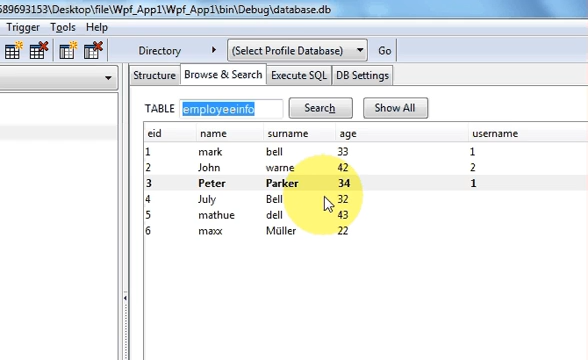 589693153\Desktop\file\Wpf_App1\Wpf_App1\bin\Debug\database.db
Trigger Tools Help
Directory (Select Profile Database) Go
Structure Browse & Search Execute SQL DB Settings
TABLE employeeinfo Search Show All
eid name surname age username
1 mark bell 33 1
2 John warne 42 2
3 Peter Parker 34 1
4 July Bell 32
5 mathue dell 43
6 maxx Müller 22